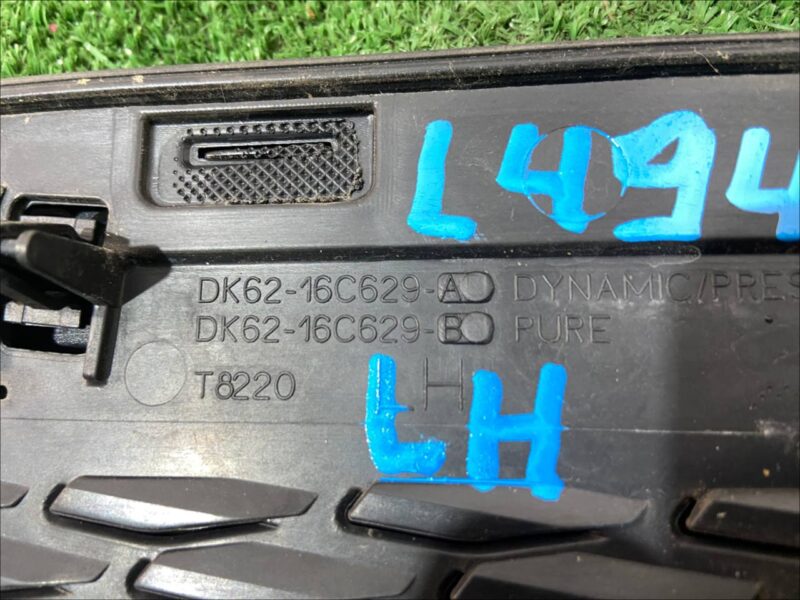 L494
DK62-16C629-A DYNAMIC/PRES
DK62-16C629-B PURE
T8220 LH
LH